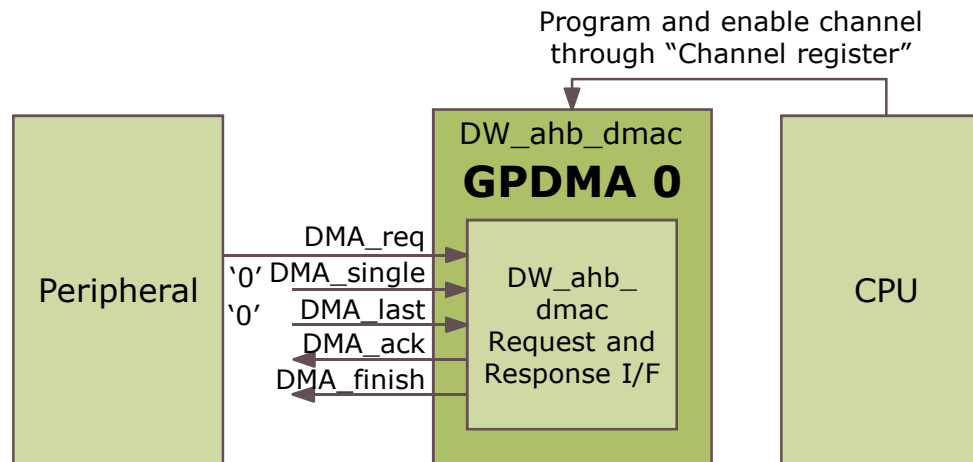 Program and enable channel
through “Channel register”
DW_ahb_dmac
GPDMA 0
Peripheral
DMA_req
‘0’ DMA_single
‘0’ DMA_last
DMA_ack
DMA_finish
DW_ahb_
dmac
Request and
Response I/F
CPU